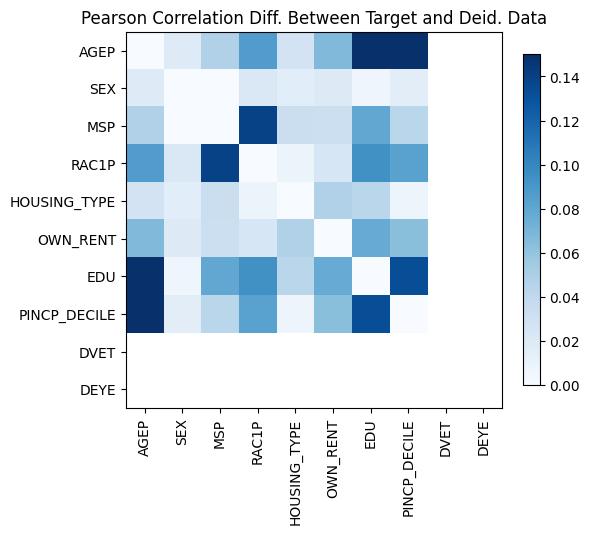 Pearson Correlation Diff. Between Target and Deid. Data
AGEP
SEX
MSP
RAC1P
HOUSING_TYPE
OWN_RENT
EDU
PINCP_DECILE
DVET
DEYE
AGEP
SEX
MSP
RAC1P
HOUSING_TYPE
OWN_RENT
EDU
PINCP_DECILE
DVET
DEYE
0.14
0.12
0.10
0.08
0.06
0.04
0.02
0.00